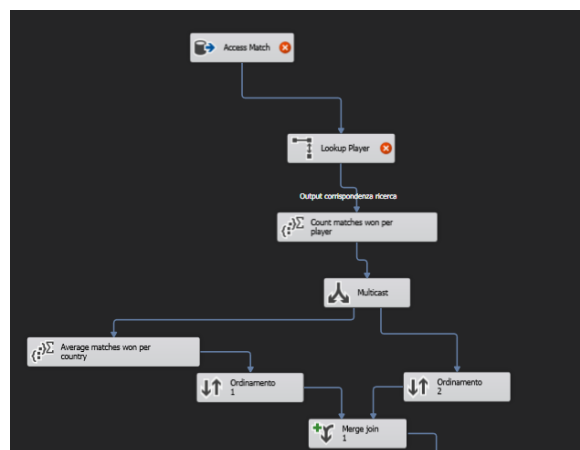 Access Match
Lookup Player
Output corrispondenza ricerca
Count matches won per
player
Multicast
Average matches won per
country
Ordinamento
1
Ordinamento
2
Merge join
1